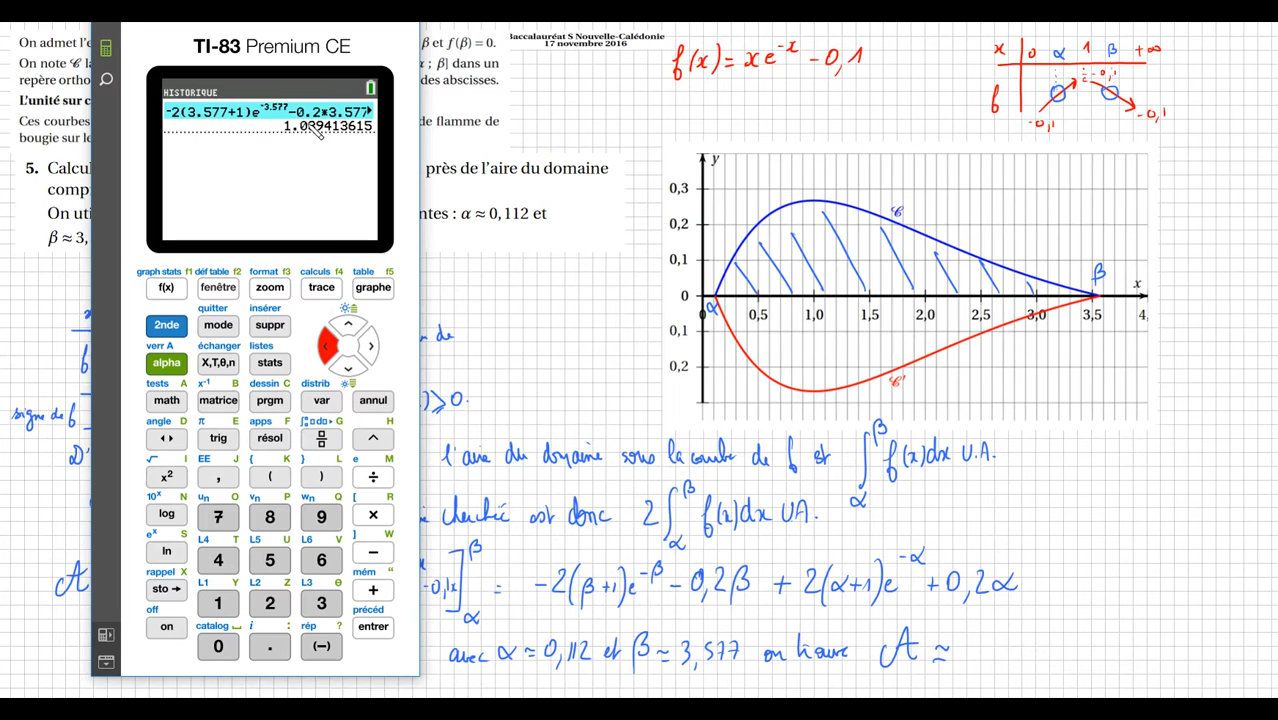 On admet l'e
β et f(β) = 0.
On note 𝒞 la
; β] dans un
repère ortho
des abscisses.
L'unité sur c
Ces courbes
de flamme de
bougie sur le
Baccalauréat S Nouvelle-Calédonie
17 novembre 2016
5. Calcul
près de l'aire du domaine
comp
On uti
ntes : α ≈ 0,112 et
β ≈ 3,
TI-83 Premium CE
HISTORIQUE
-2(3.577+1)e^-3.577-0.2*3.577
1.039413615
graph stats f1 déf table f2 format f3 calculs f4 table f5
f(x) fenêtre zoom trace graphe
quitter insérer
2nde mode suppr
verr A échanger listes
alpha X,T,θ,n stats
tests A x⁻¹ B dessin C distrib
math matrice prgm var annul
angle D π E apps F G H
trig résol ^
√ I EE J { K } L e M
x² , ( ) ÷
10ˣ N uₙ O vₙ P wₙ Q [ R
log 7 8 9 ×
eˣ S L4 T L5 U L6 V ] W
ln 4 5 6 −
rappel X L1 Y L2 Z L3 θ mém "
sto→ 1 2 3 +
off catalog ␣ i : rép ? précéd
on 0 . (−) entrer
f(x) = xe^-x - 0,1
x 0 α 1 β +∞
f -0,1 -0,1
y
0,3
0,2
0,1
0
0,1
0,2
0 0,5 1,0 1,5 2,0 2,5 3,0 3,5 4,
x
𝒞
𝒞'
α
β
de
signe de f
) ⩾ 0.
D'
l'aire du domaine sous la courbe de f est ∫_α^β f(x)dx U.A.
cherchée est donc 2∫_α^β f(x)dx UA.
𝒜
-0,1x]_α^β = -2(β+1)e^-β - 0,2β + 2(α+1)e^-α + 0,2α
avec α ≃ 0,112 et β ≃ 3,577 on trouve 𝒜 ≃